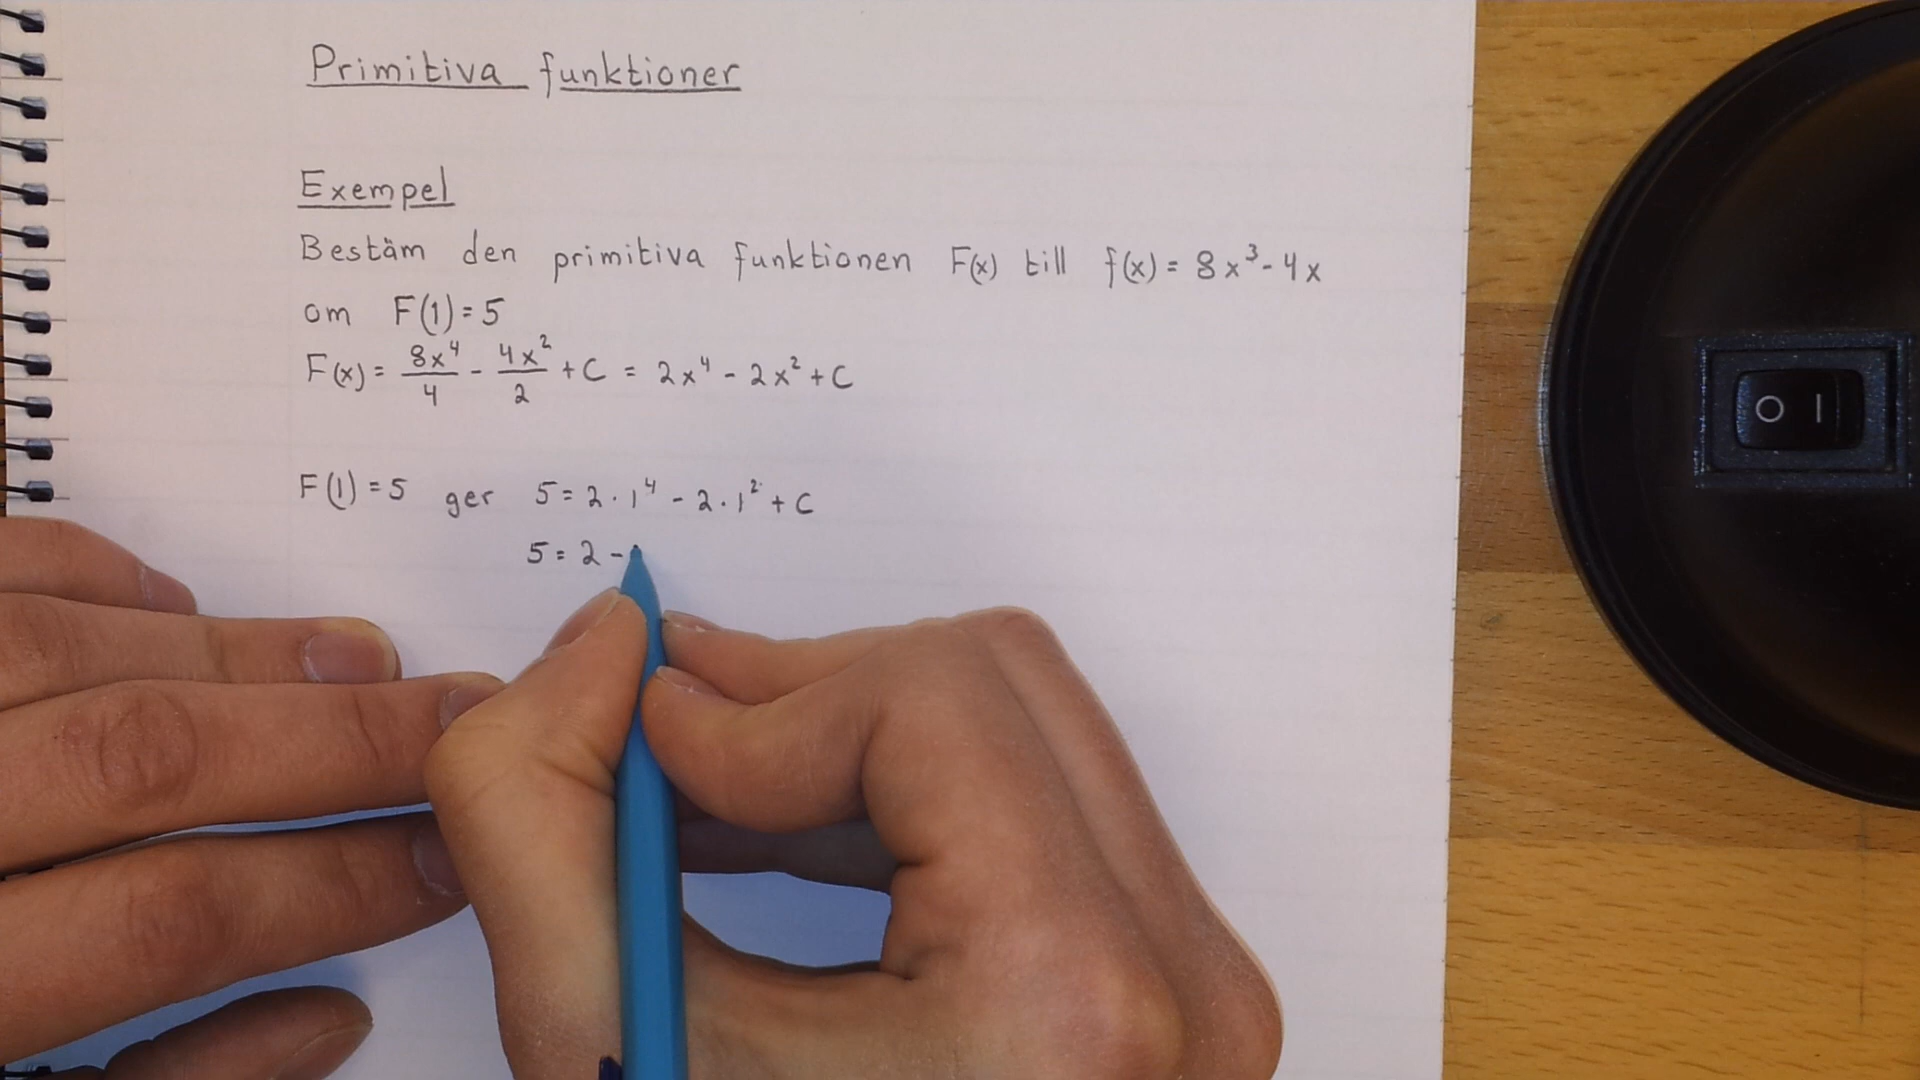 Primitiva funktioner
Exempel
Bestäm den primitiva funktionen F(x) till f(x) = 8x³ - 4x
om F(1) = 5
F(x) = 8x⁴/4 - 4x²/2 + C = 2x⁴ - 2x² + C
F(1) = 5 ger 5 = 2 · 1⁴ - 2 · 1² + C
5 = 2 -
O I